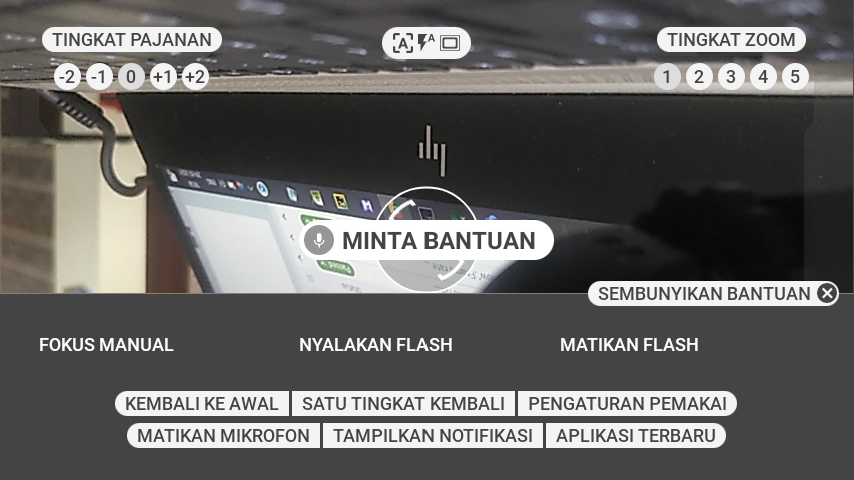 TINGKAT PAJANAN
A
A
TINGKAT ZOOM
-2 -1 0 +1 +2
1 2 3 4 5
hp
MINTA BANTUAN
SEMBUNYIKAN BANTUAN
FOKUS MANUAL
NYALAKAN FLASH
MATIKAN FLASH
KEMBALI KE AWAL
SATU TINGKAT KEMBALI
PENGATURAN PEMAKAI
MATIKAN MIKROFON
TAMPILKAN NOTIFIKASI
APLIKASI TERBARU